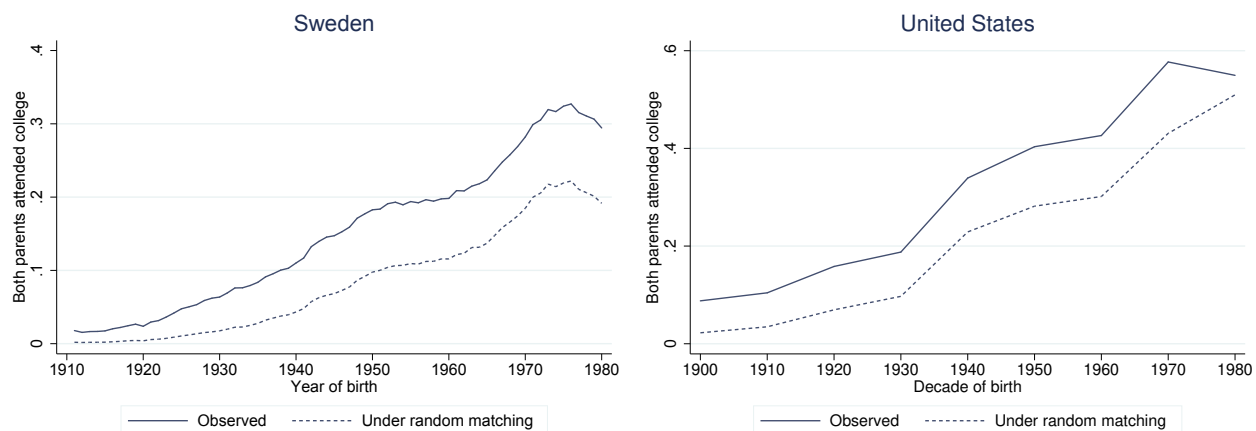 Sweden
Both parents attended college
.4
.3
.2
.1
0
1910 1920 1930 1940 1950 1960 1970 1980
Year of birth
Observed Under random matching
United States
Both parents attended college
.6
.4
.2
0
1900 1910 1920 1930 1940 1950 1960 1970 1980
Decade of birth
Observed Under random matching